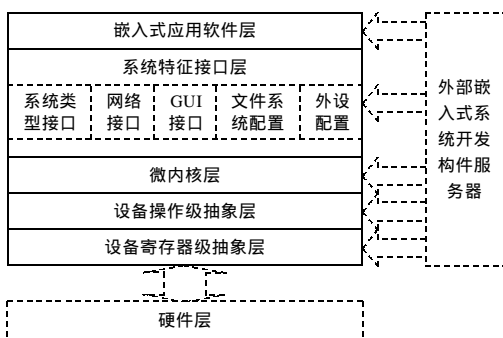 嵌入式应用软件层
系统特征接口层
系统类
型接口
网络
接口
GUI
接口
文件系
统配置
外设
配置
微内核层
设备操作级抽象层
设备寄存器级抽象层
硬件层
外部嵌
入式系
统开发
构件服
务器